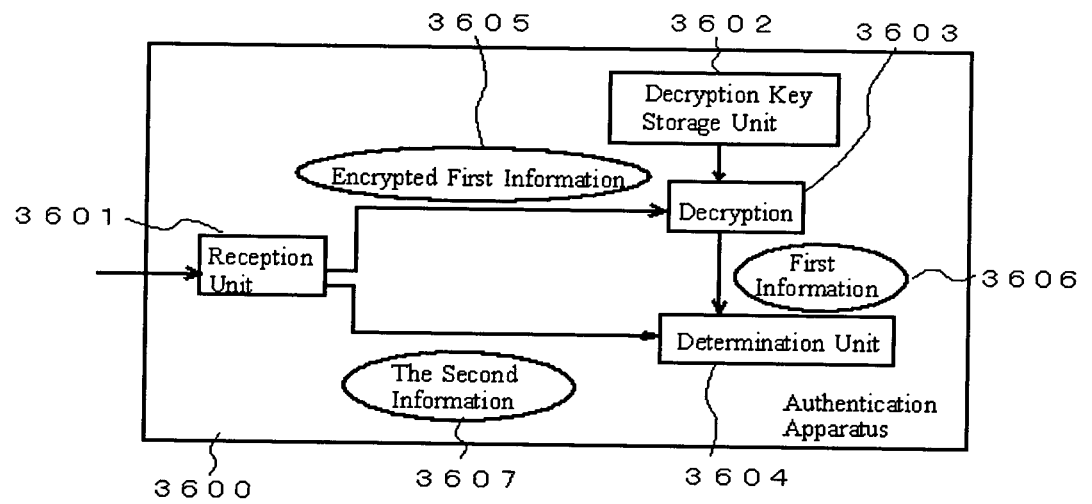 3605
3602
3603
Decryption Key
Storage Unit
Encrypted First Information
Decryption
3601
Reception
Unit
First
Information
3606
Determination Unit
The Second
Information
Authentication
Apparatus
3600
3607
3604